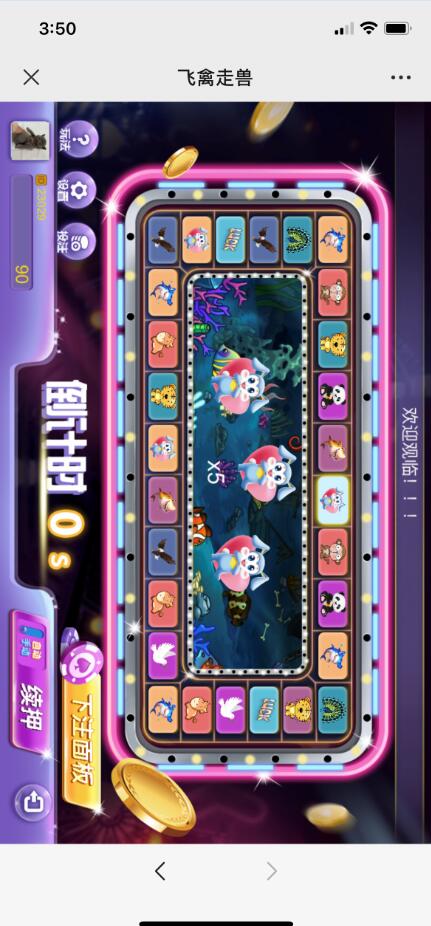 欢迎观临！！！
飞禽走兽
3:50
LUCK
LUCK
x5
倒计时 0 s
下注面板
玩法
设置
投注
23029
90
自动
手动
续押